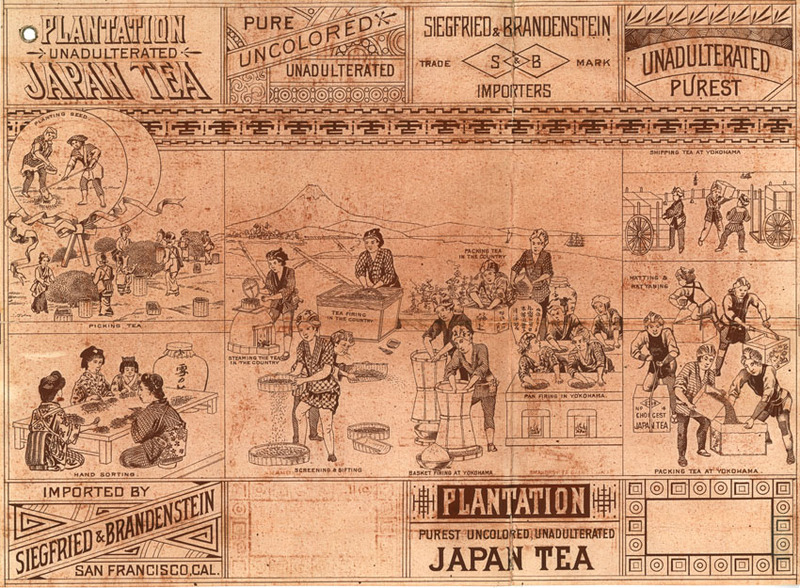 PLANTATION
UNADULTERATED
JAPAN TEA
PURE
UNCOLORED
UNADULTERATED
SIEGFRIED & BRANDENSTEIN
TRADE S & B MARK
IMPORTERS
UNADULTERATED
PUREST
PLANTING SEED
PICKING TEA
STEAMING THE TEA
IN THE COUNTRY
TEA FIRING
IN THE COUNTRY
PACKING TEA
IN THE COUNTRY
SHIPPING TEA AT YOKOHAMA
MATTING &
RATTANING
HAND SORTING.
SCREENING & SIFTING
BASKET FIRING AT YOKOHAMA
PAN FIRING IN YOKOHAMA.
CHOICEST
JAPAN TEA
PACKING TEA AT YOKOHAMA
IMPORTED BY
SIEGFRIED & BRANDENSTEIN
SAN FRANCISCO, CAL.
PLANTATION
PUREST UNCOLORED, UNADULTERATED
JAPAN TEA